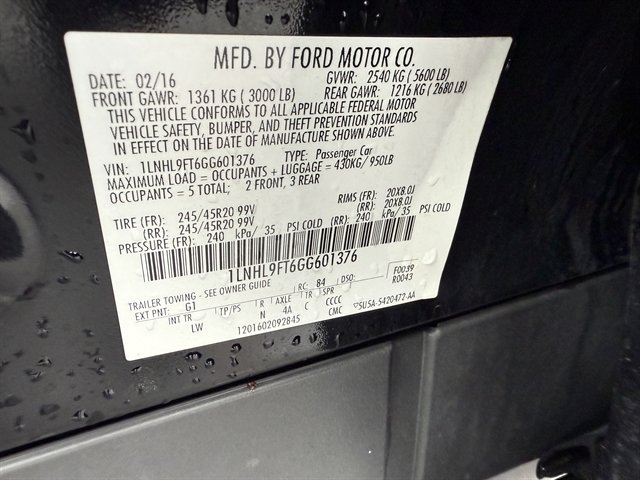 MFD. BY FORD MOTOR CO.
DATE: 02/16 GVWR: 2540 KG ( 5600 LB)
FRONT GAWR: 1361 KG ( 3000 LB) REAR GAWR: 1216 KG ( 2680 LB)
THIS VEHICLE CONFORMS TO ALL APPLICABLE FEDERAL MOTOR
VEHICLE SAFETY, BUMPER, AND THEFT PREVENTION STANDARDS
IN EFFECT ON THE DATE OF MANUFACTURE SHOWN ABOVE.
VIN: 1LNHL9FT6GG601376 TYPE: Passenger Car
MAXIMUM LOAD = OCCUPANTS + LUGGAGE = 430KG/ 950LB
OCCUPANTS = 5 TOTAL; 2 FRONT, 3 REAR
TIRE (FR): 245/45R20 99V RIMS (FR): 20X8.0J
(RR): 245/45R20 99V (RR): 20X8.0J
PRESSURE (FR): 240 kPa/ 35 PSI COLD (RR): 240 kPa/ 35 PSI COLD
1LNHL9FT6GG601376
TRAILER TOWING - SEE OWNER GUIDE RC: 84 DSO: F0039
R0043
EXT PNT: G1
INT TR TP/PS R AXLE TR SPR
LW N 4A C CCCC
1201602092845 CMC ▽5U5A-5420472-AA